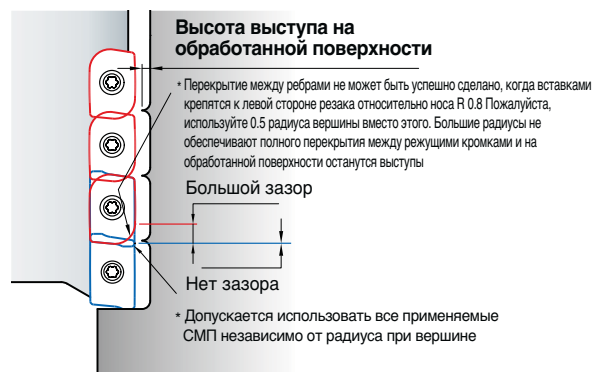 Высота выступа на
обработанной поверхности
* Перекрытие между ребрами не может быть успешно сделано, когда вставками
крепятся к левой стороне резака относительно носа R 0.8 Пожалуйста,
используйте 0.5 радиуса вершины вместо этого. Большие радиусы не
обеспечивают полного перекрытия между режущими кромками и на
обработанной поверхности останутся выступы
Большой зазор
Нет зазора
* Допускается использовать все применяемые
СМП независимо от радиуса при вершине